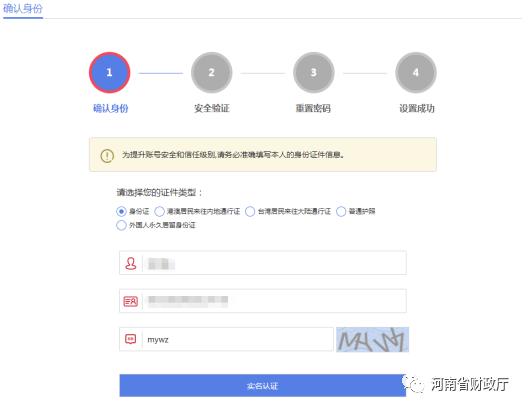 确认身份
1 2 3 4
确认身份 安全验证 重置密码 设置成功
为提升账号安全和信任级别,请务必准确填写本人的身份证件信息。
请选择您的证件类型：
身份证 港澳居民来往内地通行证 台湾居民来往大陆通行证 普通护照
外国人永久居留身份证
mywz MYWZ
实名认证
河南省财政厅